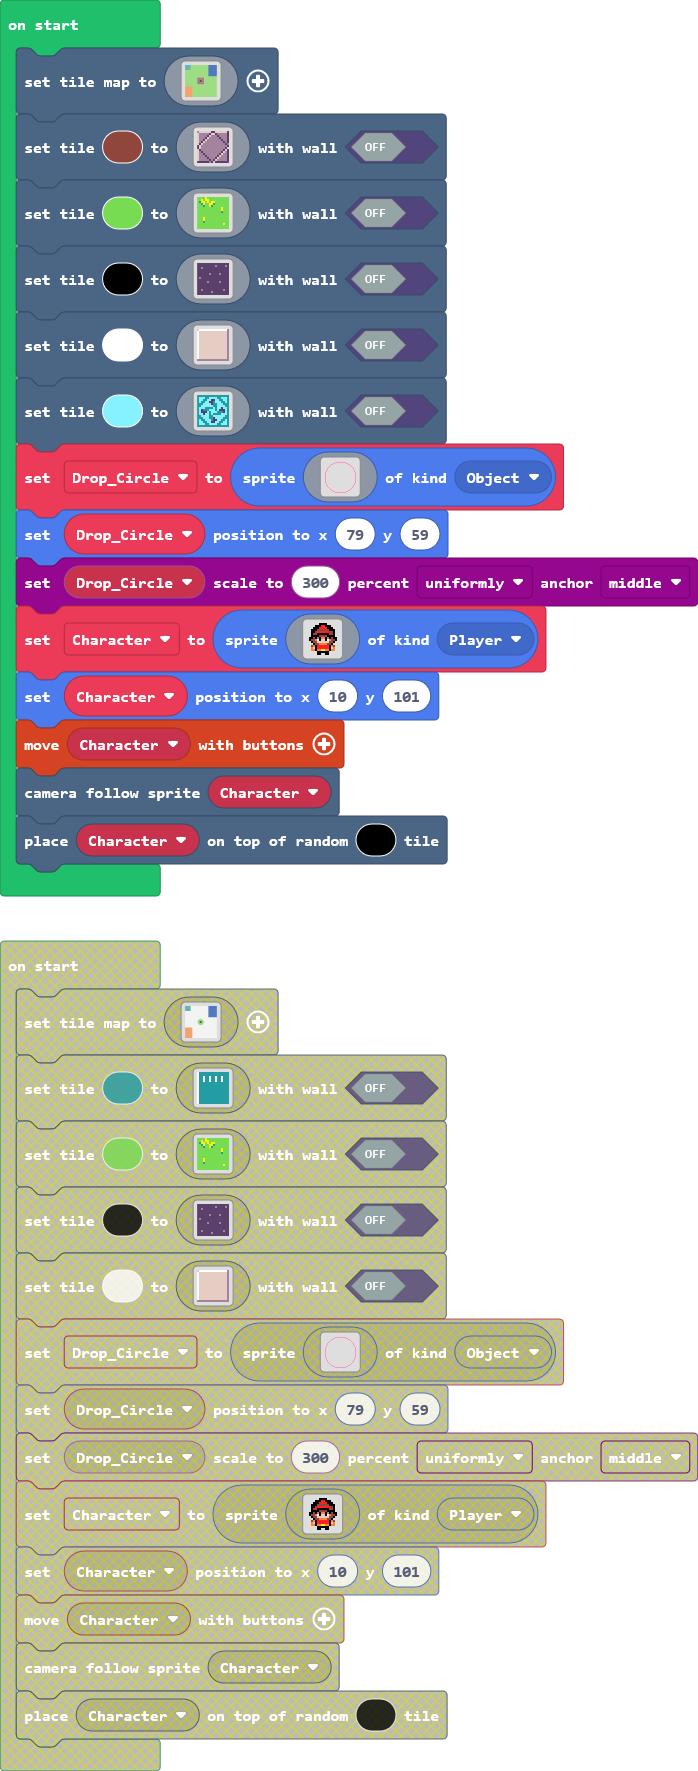 on start
set tile map to
set tile to with wall OFF
set tile to with wall OFF
set tile to with wall OFF
set tile to with wall OFF
set tile to with wall OFF
set Drop_Circle to sprite of kind Object
set Drop_Circle position to x 79 y 59
set Drop_Circle scale to 300 percent uniformly anchor middle
set Character to sprite of kind Player
set Character position to x 10 y 101
move Character with buttons
camera follow sprite Character
place Character on top of random tile
on start
set tile map to
set tile to with wall OFF
set tile to with wall OFF
set tile to with wall OFF
set tile to with wall OFF
set Drop_Circle to sprite of kind Object
set Drop_Circle position to x 79 y 59
set Drop_Circle scale to 300 percent uniformly anchor middle
set Character to sprite of kind Player
set Character position to x 10 y 101
move Character with buttons
camera follow sprite Character
place Character on top of random tile